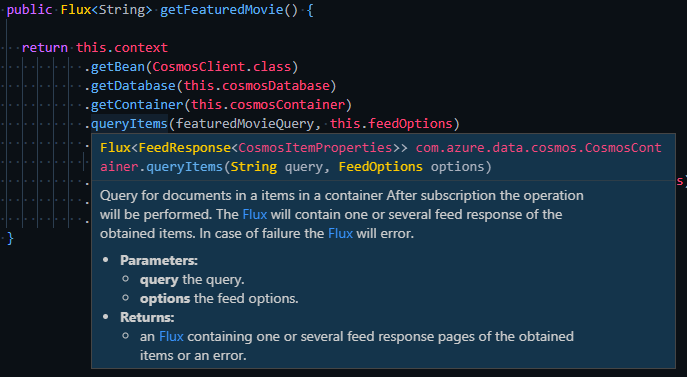 public Flux<String> getFeaturedMovie() {
return this.context
.getBean(CosmosClient.class)
.getDatabase(this.cosmosDatabase)
.getContainer(this.cosmosContainer)
.queryItems(featuredMovieQuery, this.feedOptions)
.
Flux<FeedResponse<CosmosItemProperties>> com.azure.data.cosmos.CosmosCont
ainer.queryItems(String query, FeedOptions options)
. s)
Query for documents in a items in a container After subscription the operation
will be performed. The Flux will contain one or several feed response of the
obtained items. In case of failure the Flux will error.
}
• Parameters:
◦ query the query.
◦ options the feed options.
• Returns:
◦ an Flux containing one or several feed response pages of the obtained
items or an error.